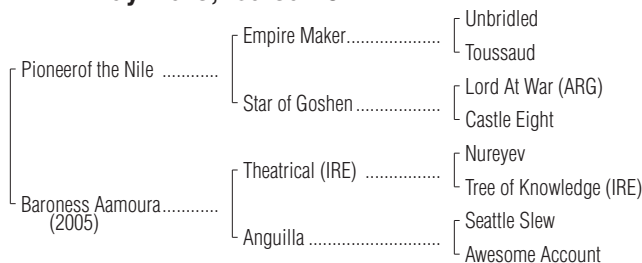 Unbridled
Empire Maker....................
Toussaud
Pioneerof the Nile ............
Lord At War (ARG)
Star of Goshen ..................
Castle Eight
Nureyev
Theatrical (IRE) ................
Tree of Knowledge (IRE)
Baroness Aamoura............
(2005)
Seattle Slew
Anguilla ............................
Awesome Account